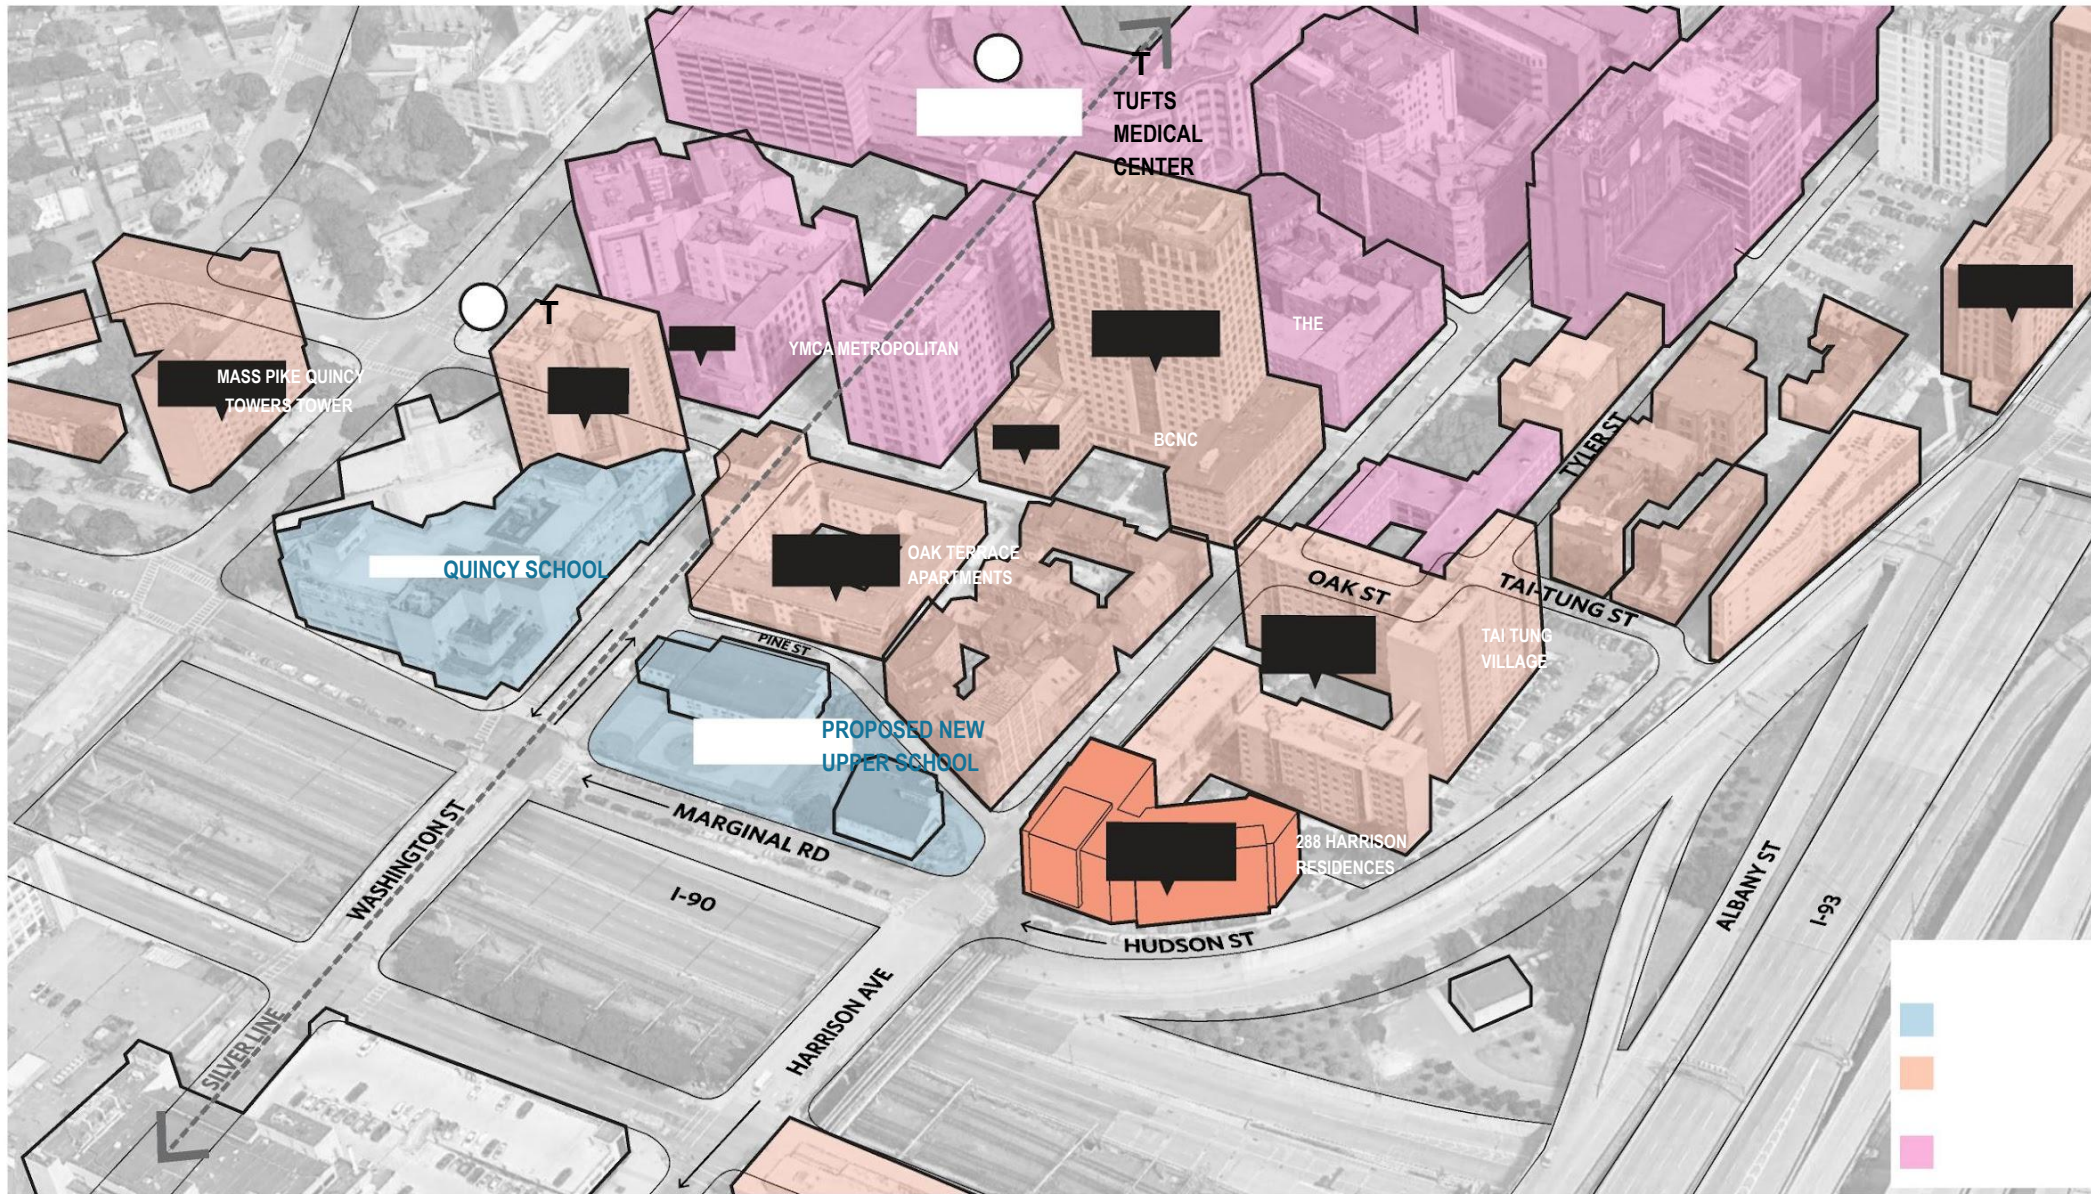 T
TUFTS
MEDICAL
CENTER
T
THE
YMCA METROPOLITAN
MASS PIKE QUINCY
TOWERS TOWER
BCNC
TYLER ST
QUINCY SCHOOL
OAK TERRACE
APARTMENTS
OAK ST
TAI-TUNG ST
PINE ST
TAI TUNG
VILLAGE
PROPOSED NEW
UPPER SCHOOL
MARGINAL RD
WASHINGTON ST
288 HARRISON
RESIDENCES
I-90
ALBANY ST
I-93
HUDSON ST
HARRISON AVE
SILVER LINE